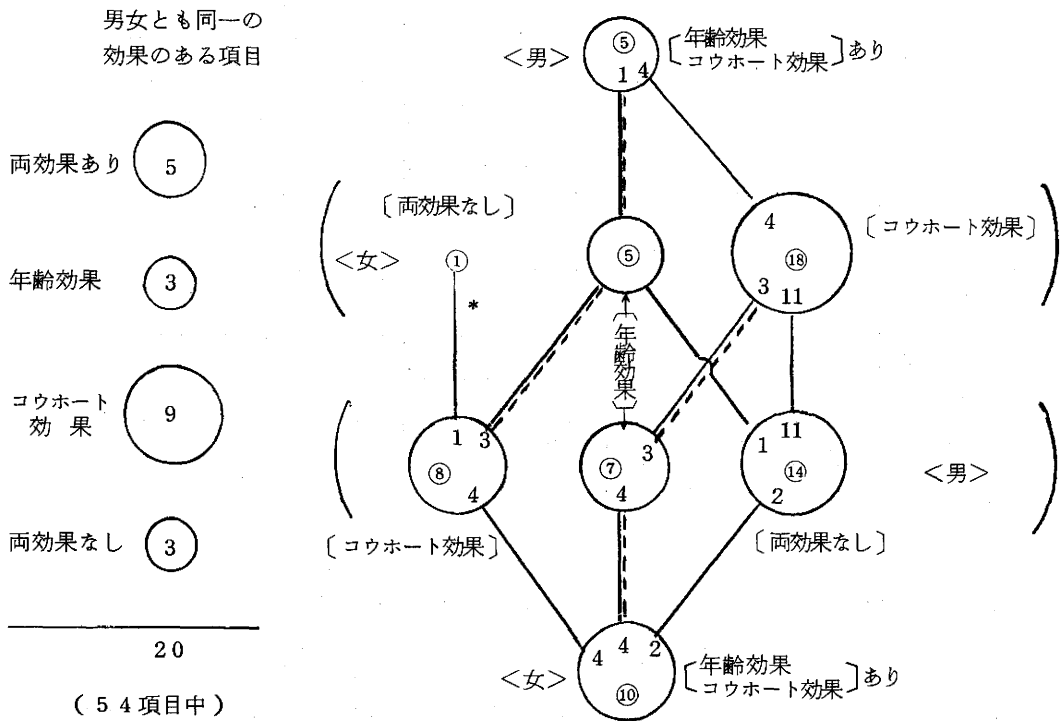 男女とも同一の
効果のある項目
両効果あり 5
年齢効果 3
コウホート
効 果 9
両効果なし 3
20
(54項目中)
<男> ⑤ 〔年齢効果
コウホート効果〕あり
1 4
〔両効果なし〕
<女> ① ⑤ 4 ⑱ 〔コウホート効果〕
3 11
*
〔年齢効果〕
1 3 ⑧ 4
3 ⑦ 4
1 11 ⑭ 2 <男>
〔コウホート効果〕 〔両効果なし〕
4 4 2
<女> ⑩ 〔年齢効果
コウホート効果〕あり